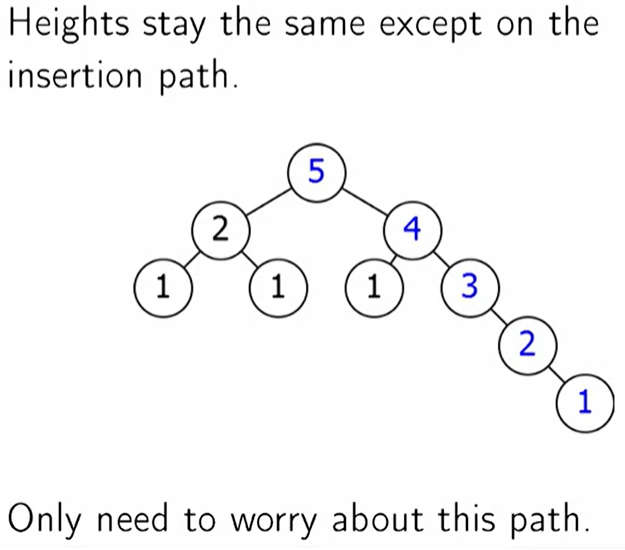 Heights stay the same except on the
insertion path.
5
2 4
1 1 1 3
2
1
Only need to worry about this path.